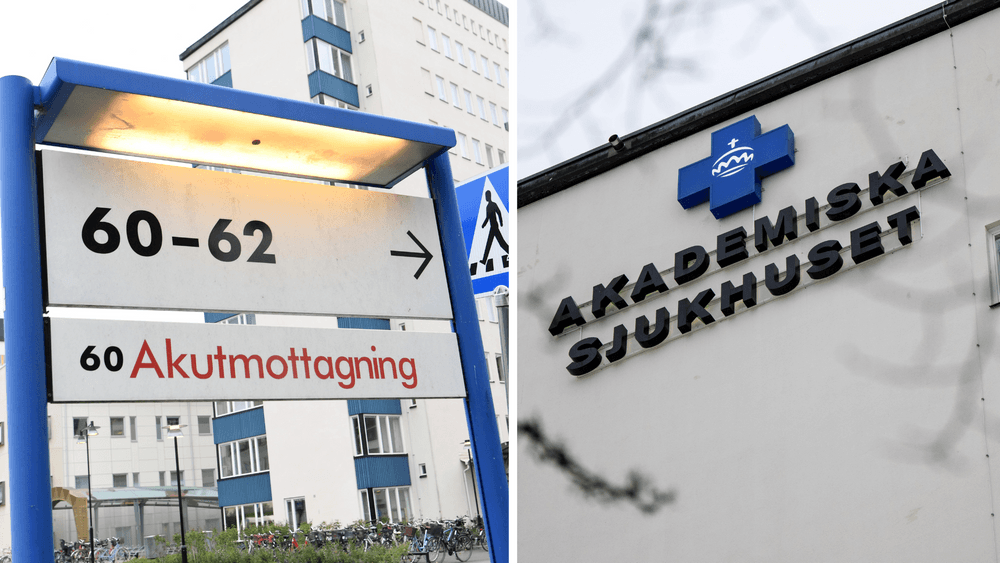 60–62
60 Akutmottagning
AKADEMISKA
SJUKHUSET